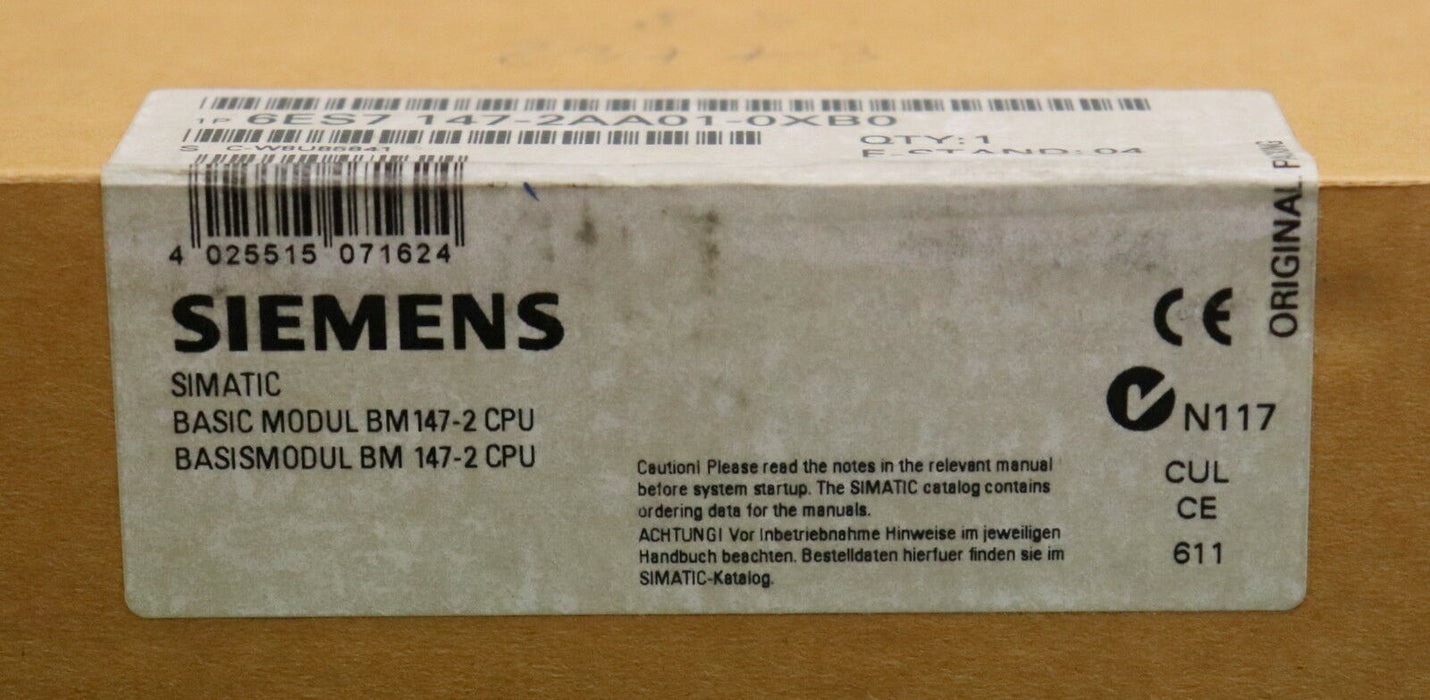 1P 6ES7 147-2AA01-0XB0
S C-W8U85841
QTY:1
E-STAND: 04
4 025515 071624
SIEMENS
SIMATIC
BASIC MODUL BM147-2 CPU
BASISMODUL BM 147-2 CPU
Caution! Please read the notes in the relevant manual
before system startup. The SIMATIC catalog contains
ordering data for the manuals.
ACHTUNG! Vor Inbetriebnahme Hinweise im jeweiligen
Handbuch beachten. Bestelldaten hierfuer finden sie im
SIMATIC-Katalog.
CE
N117
CUL
CE
611
ORIGINAL